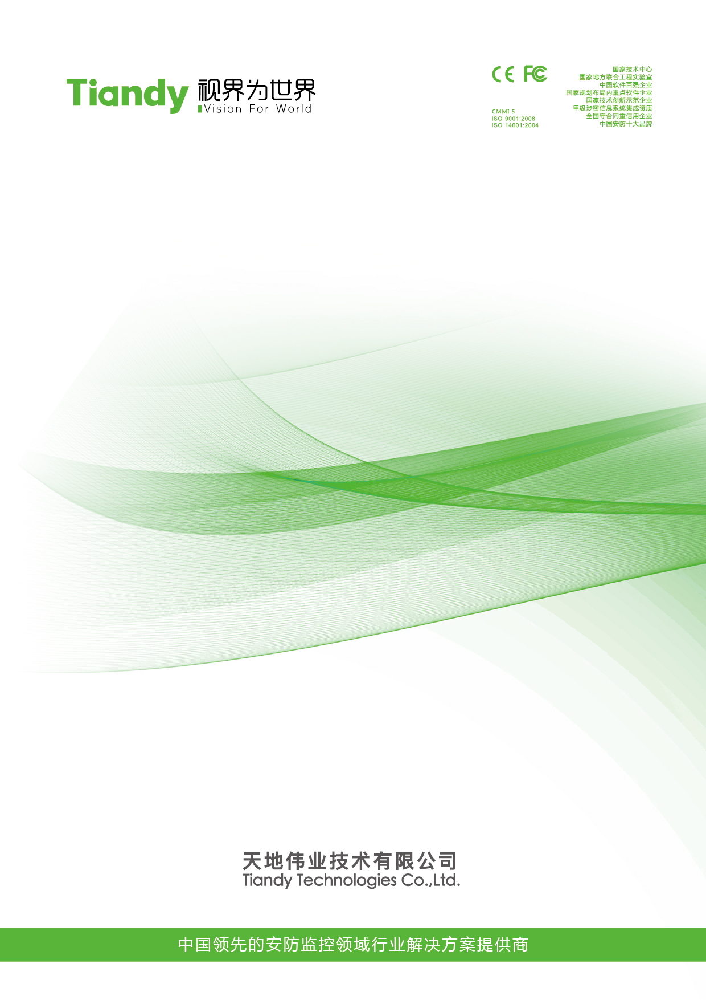 Tiandy 视界为世界
Vision For World
CE FC
CMMI 5
ISO 9001:2008
ISO 14001:2004
国家技术中心
国家地方联合工程实验室
中国软件百强企业
国家规划布局内重点软件企业
国家技术创新示范企业
甲级涉密信息系统集成资质
全国守合同重信用企业
中国安防十大品牌
天地伟业技术有限公司
Tiandy Technologies Co.,Ltd.
中国领先的安防监控领域行业解决方案提供商